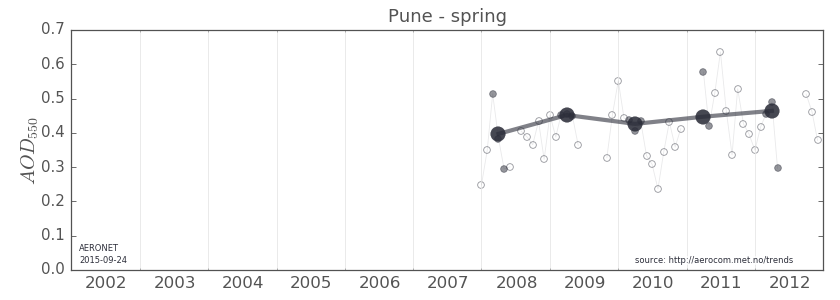 Pune - spring
0.7
0.6
0.5
0.4
0.3
0.2
0.1
0.0
AOD550
AERONET
2015-09-24
source: http://aerocom.met.no/trends
2002 2003 2004 2005 2006 2007 2008 2009 2010 2011 2012